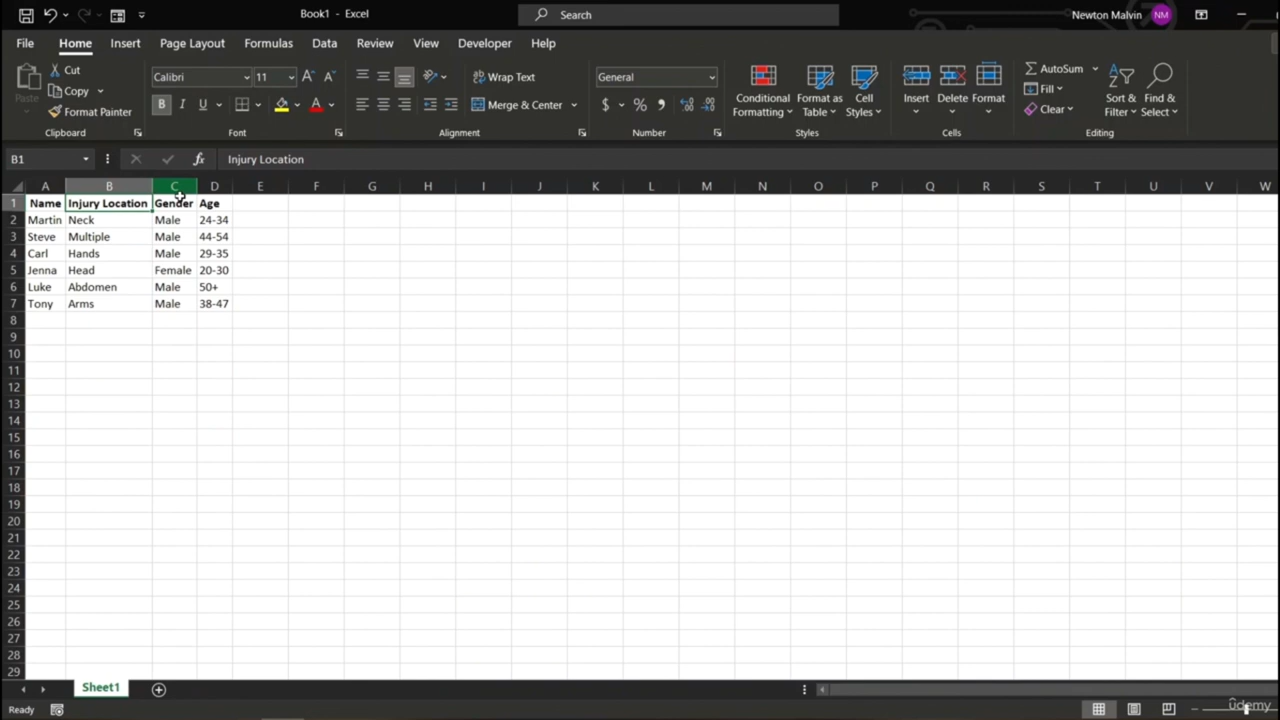 Book1 - Excel
Search
Newton Malvin NM
File Home Insert Page Layout Formulas Data Review View Developer Help
Paste
Cut
Copy
Format Painter
Clipboard
Calibri 11
B I U A A A
Font
Wrap Text
Merge & Center
Alignment
General
$ % ,
Number
Conditional Formatting
Format as Table
Cell Styles
Styles
Insert Delete Format
Cells
AutoSum
Fill
Clear
Sort & Filter
Find & Select
Editing
B1 fx Injury Location
A B C D E F G H I J K L M N O P Q R S T U V W
1 Name Injury Location Gender Age
2 Martin Neck Male 24-34
3 Steve Multiple Male 44-54
4 Carl Hands Male 29-35
5 Jenna Head Female 20-30
6 Luke Abdomen Male 50+
7 Tony Arms Male 38-47
8
9
10
11
12
13
14
15
16
17
18
19
20
21
22
23
24
25
26
27
28
29
Sheet1
Ready
udemy